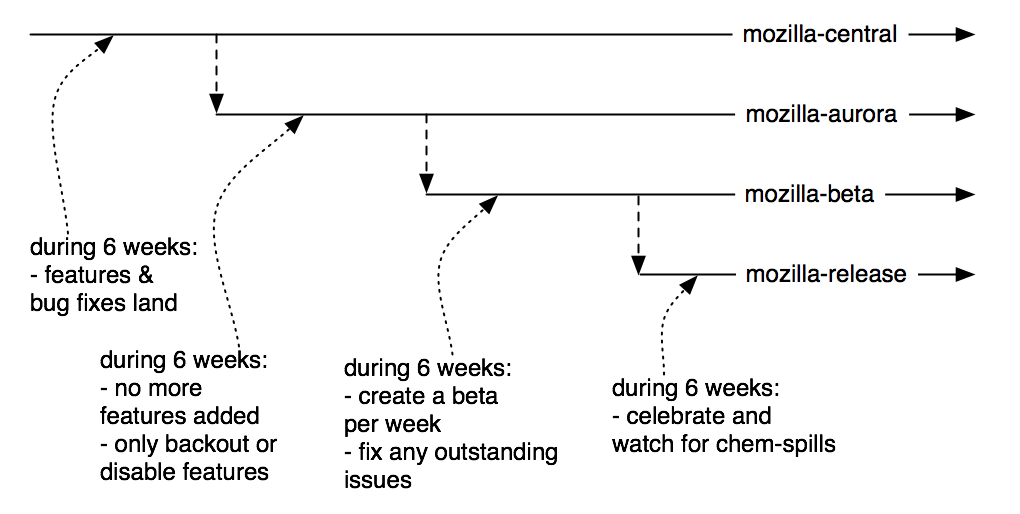 mozilla-central
mozilla-aurora
mozilla-beta
mozilla-release
during 6 weeks:
- features &
bug fixes land
during 6 weeks:
- no more
features added
- only backout or
disable features
during 6 weeks:
- create a beta
per week
- fix any outstanding
issues
during 6 weeks:
- celebrate and
watch for chem-spills